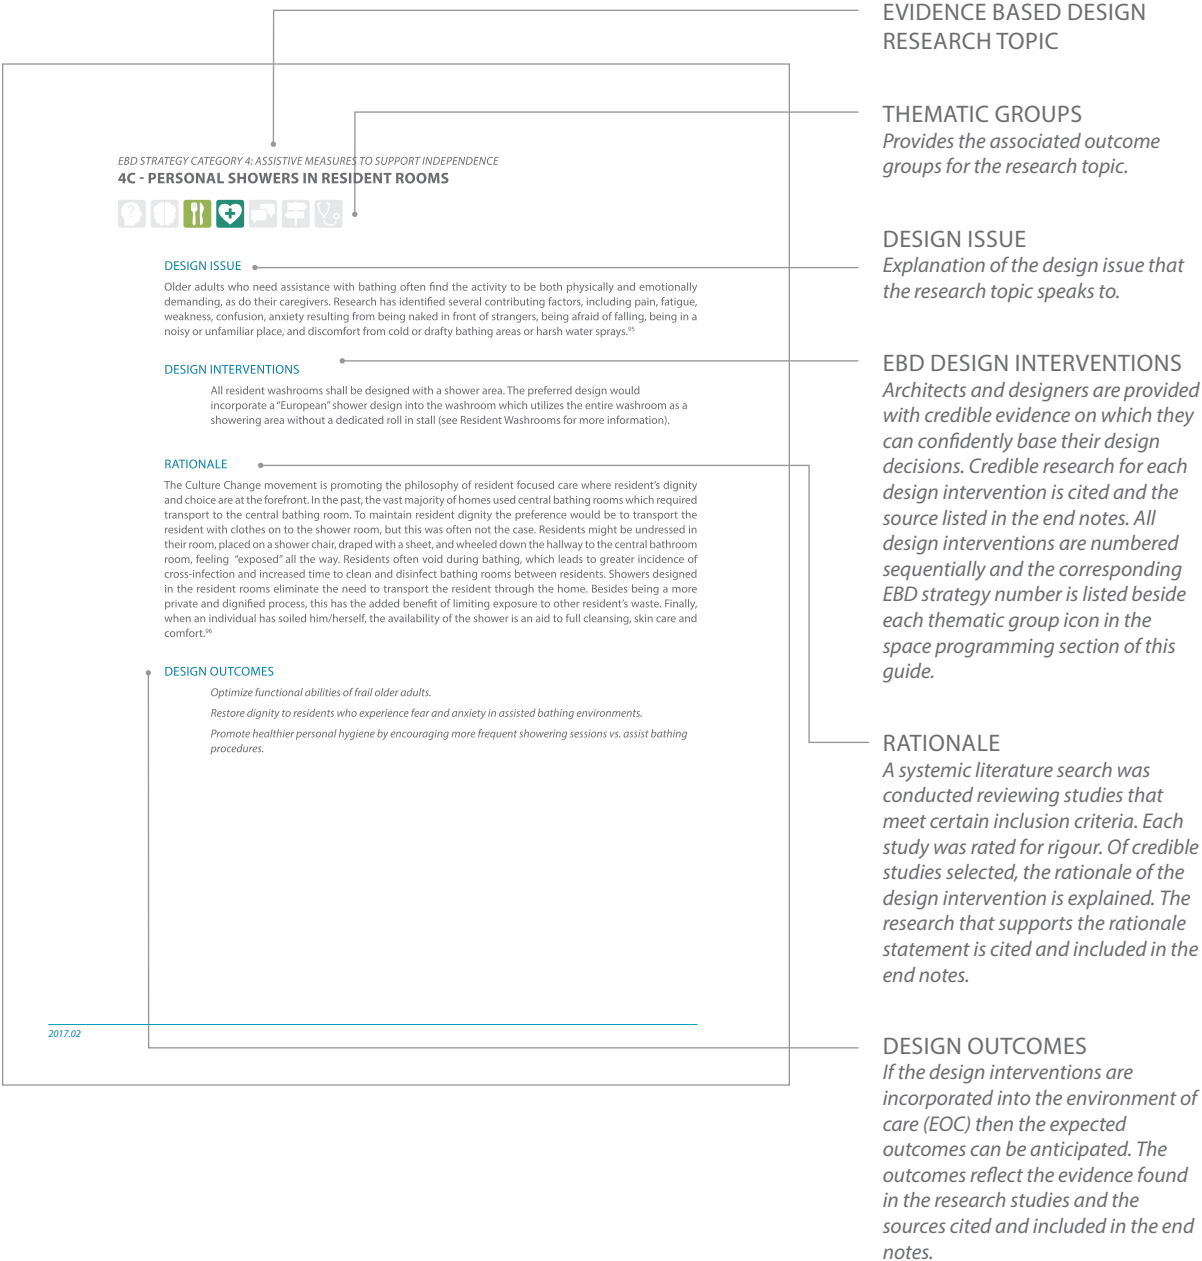 EVIDENCE BASED DESIGN
RESEARCH TOPIC
THEMATIC GROUPS
Provides the associated outcome
groups for the research topic.
DESIGN ISSUE
Explanation of the design issue that
the research topic speaks to.
EBD DESIGN INTERVENTIONS
Architects and designers are provided
with credible evidence on which they
can confidently base their design
decisions. Credible research for each
design intervention is cited and the
source listed in the end notes. All
design interventions are numbered
sequentially and the corresponding
EBD strategy number is listed beside
each thematic group icon in the
space programming section of this
guide.
RATIONALE
A systemic literature search was
conducted reviewing studies that
meet certain inclusion criteria. Each
study was rated for rigour. Of credible
studies selected, the rationale of the
design intervention is explained. The
research that supports the rationale
statement is cited and included in the
end notes.
DESIGN OUTCOMES
If the design interventions are
incorporated into the environment of
care (EOC) then the expected
outcomes can be anticipated. The
outcomes reflect the evidence found
in the research studies and the
sources cited and included in the end
notes.
EBD STRATEGY CATEGORY 4: ASSISTIVE MEASURES TO SUPPORT INDEPENDENCE
4C - PERSONAL SHOWERS IN RESIDENT ROOMS
DESIGN ISSUE
Older adults who need assistance with bathing often find the activity to be both physically and emotionally
demanding, as do their caregivers. Research has identified several contributing factors, including pain, fatigue,
weakness, confusion, anxiety resulting from being naked in front of strangers, being afraid of falling, being in a
noisy or unfamiliar place, and discomfort from cold or drafty bathing areas or harsh water sprays.95
DESIGN INTERVENTIONS
All resident washrooms shall be designed with a shower area. The preferred design would
incorporate a "European" shower design into the washroom which utilizes the entire washroom as a
showering area without a dedicated roll in stall (see Resident Washrooms for more information).
RATIONALE
The Culture Change movement is promoting the philosophy of resident focused care where resident's dignity
and choice are at the forefront. In the past, the vast majority of homes used central bathing rooms which required
transport to the central bathing room. To maintain resident dignity the preference would be to transport the
resident with clothes on to the shower room, but this was often not the case. Residents might be undressed in
their room, placed on a shower chair, draped with a sheet, and wheeled down the hallway to the central bathroom
room, feeling "exposed" all the way. Residents often void during bathing, which leads to greater incidence of
cross-infection and increased time to clean and disinfect bathing rooms between residents. Showers designed
in the resident rooms eliminate the need to transport the resident through the home. Besides being a more
private and dignified process, this has the added benefit of limiting exposure to other resident's waste. Finally,
when an individual has soiled him/herself, the availability of the shower is an aid to full cleansing, skin care and
comfort.96
DESIGN OUTCOMES
Optimize functional abilities of frail older adults.
Restore dignity to residents who experience fear and anxiety in assisted bathing environments.
Promote healthier personal hygiene by encouraging more frequent showering sessions vs. assist bathing
procedures.
2017.02